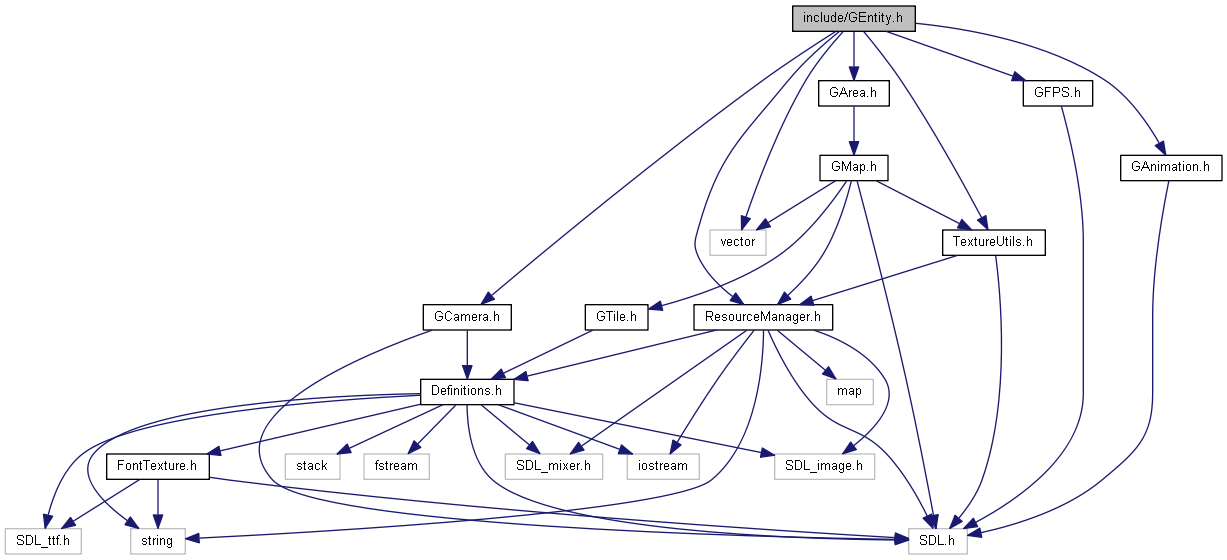 include/GEntity.h
GArea.h
GFPS.h
GMap.h
GAnimation.h
vector
TextureUtils.h
GCamera.h
GTile.h
ResourceManager.h
Definitions.h
map
FontTexture.h
stack
fstream
SDL_mixer.h
iostream
SDL_image.h
SDL_ttf.h
string
SDL.h